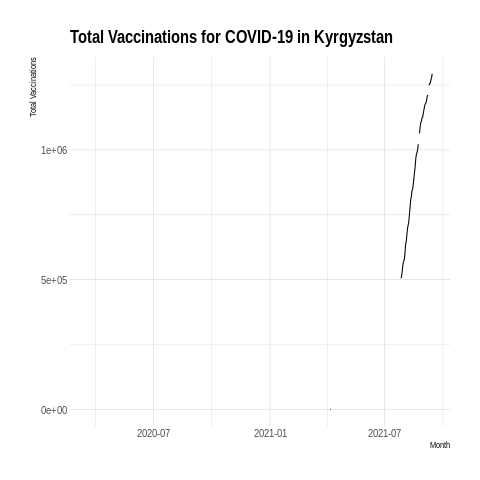 Total Vaccinations for COVID-19 in Kyrgyzstan
Total Vaccinations
1e+06
5e+05
0e+00
2020-07 2021-01 2021-07
Month